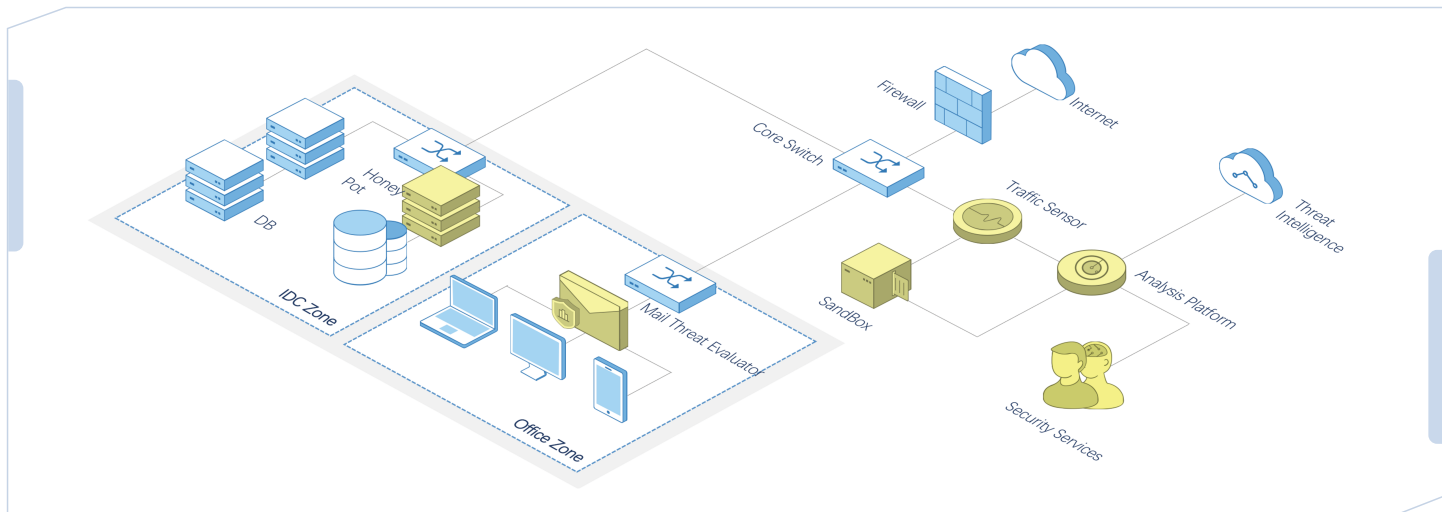 Firewall
Internet
Core Switch
Honey
Pot
DB
Traffic Sensor
Threat
Intelligence
SandBox
Analysis Platform
IDC Zone
Mail Threat Evaluator
Office Zone
Security Services